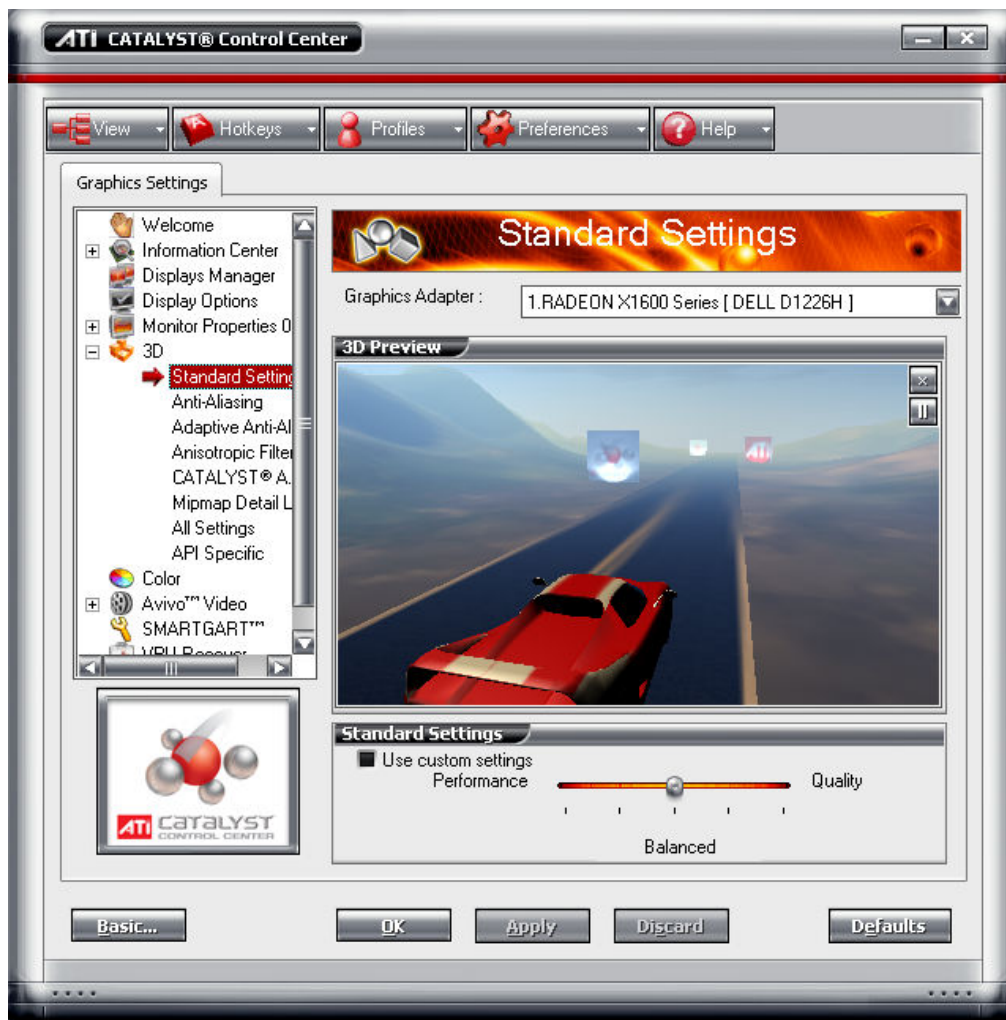 ATI CATALYST® Control Center
View
Hotkeys
Profiles
Preferences
Help
Graphics Settings
Welcome
Information Center
Displays Manager
Display Options
Monitor Properties 0
3D
Standard Setting
Anti-Aliasing
Adaptive Anti-Al
Anisotropic Filte
CATALYST® A.
Mipmap Detail L
All Settings
API Specific
Color
Avivo™ Video
SMARTGART™
VPU Recover
ATI CATALYST
CONTROL CENTER
Standard Settings
Graphics Adapter :
1.RADEON X1600 Series [ DELL D1226H ]
3D Preview
ATI
Standard Settings
Use custom settings
Performance
Quality
Balanced
Basic...
OK
Apply
Discard
Defaults